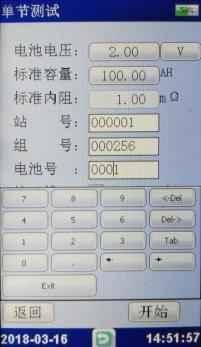 单节测试
电池电压： 2.00 V
标准容量： 100.00 AH
标准内阻： 1.00 mΩ
站 号： 000001
组 号： 000256
电池号 ： 0001
7 8 9 <-Del
4 5 6 Del->
1 2 3 Tab
0 . ← →
Exit
返回 开始
2018-03-16 14:51:57